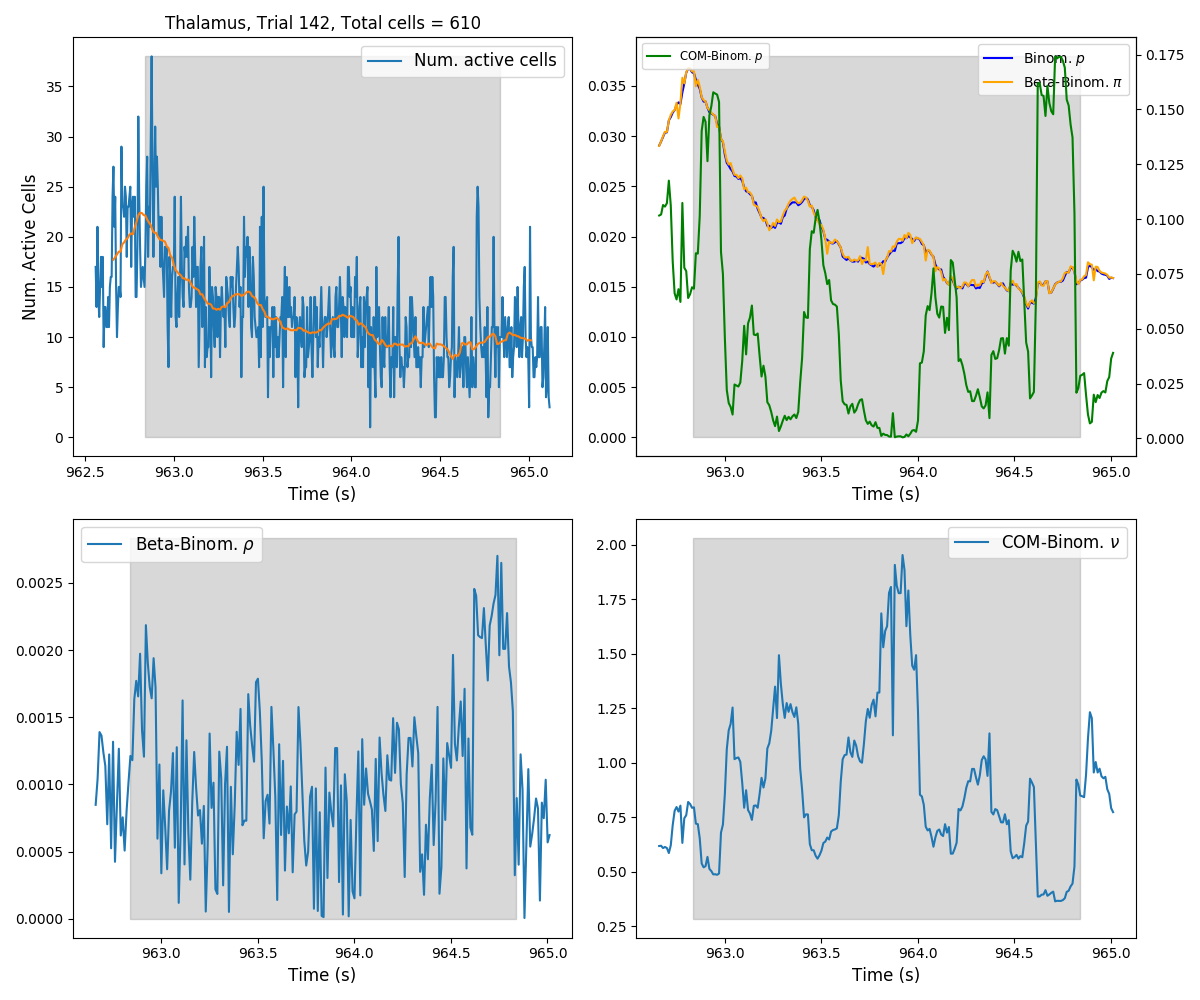 Thalamus, Trial 142, Total cells = 610
Num. Active Cells
Num. active cells
35
30
25
20
15
10
5
0
962.5 963.0 963.5 964.0 964.5 965.0
Time (s)
COM-Binom. p
Binom. p
Beta-Binom. π
0.035
0.030
0.025
0.020
0.015
0.010
0.005
0.000
0.175
0.150
0.125
0.100
0.075
0.050
0.025
0.000
963.0 963.5 964.0 964.5 965.0
Time (s)
Beta-Binom. ρ
0.0025
0.0020
0.0015
0.0010
0.0005
0.0000
963.0 963.5 964.0 964.5 965.0
Time (s)
COM-Binom. ν
2.00
1.75
1.50
1.25
1.00
0.75
0.50
0.25
963.0 963.5 964.0 964.5 965.0
Time (s)